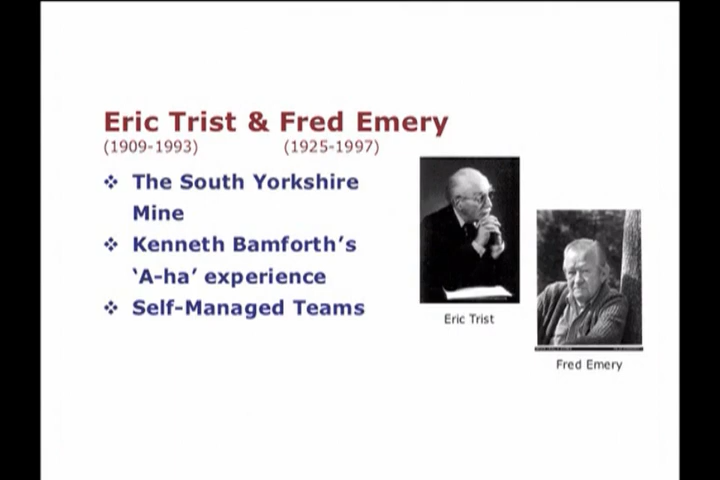 Eric Trist & Fred Emery
(1909-1993) (1925-1997)
❖ The South Yorkshire
Mine
❖ Kenneth Bamforth's
'A-ha' experience
❖ Self-Managed Teams
Eric Trist
Fred Emery